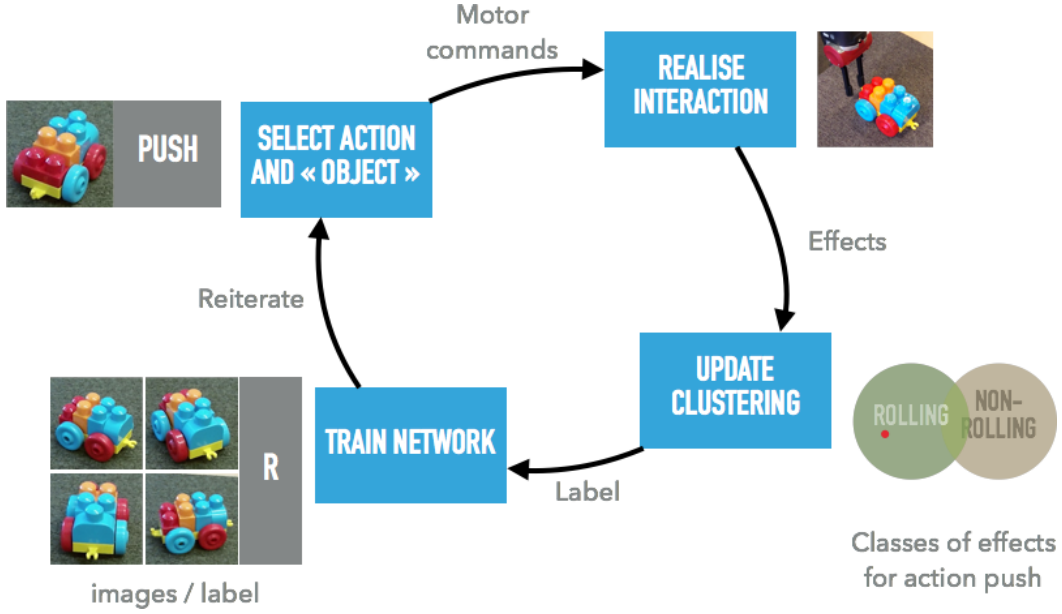 Motor
commands
REALISE
INTERACTION
PUSH
SELECT ACTION
AND « OBJECT »
Effects
Reiterate
UPDATE
CLUSTERING
ROLLING
NON-
ROLLING
TRAIN NETWORK
R
Label
Classes of effects
for action push
images / label